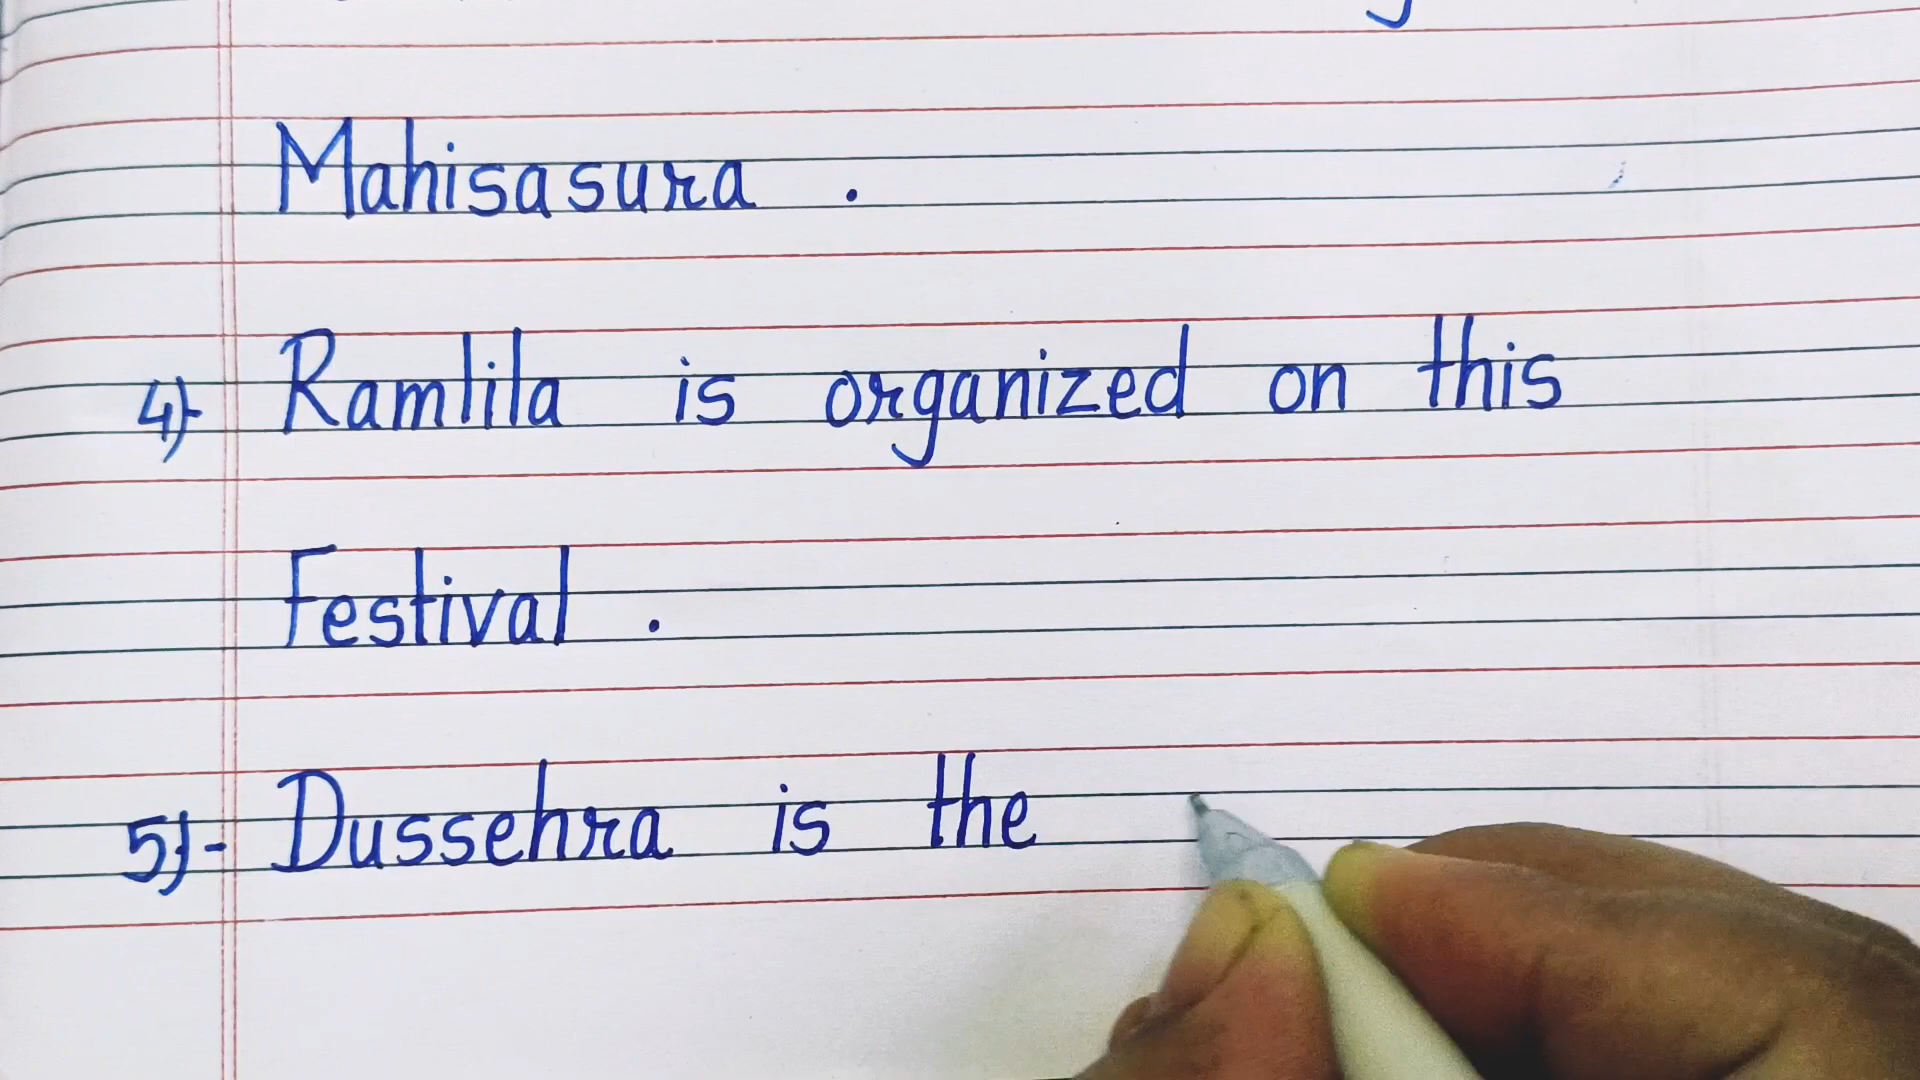 Mahisasura .
4)- Ramlila is organized on this
Festival .
5)- Dussehra is the